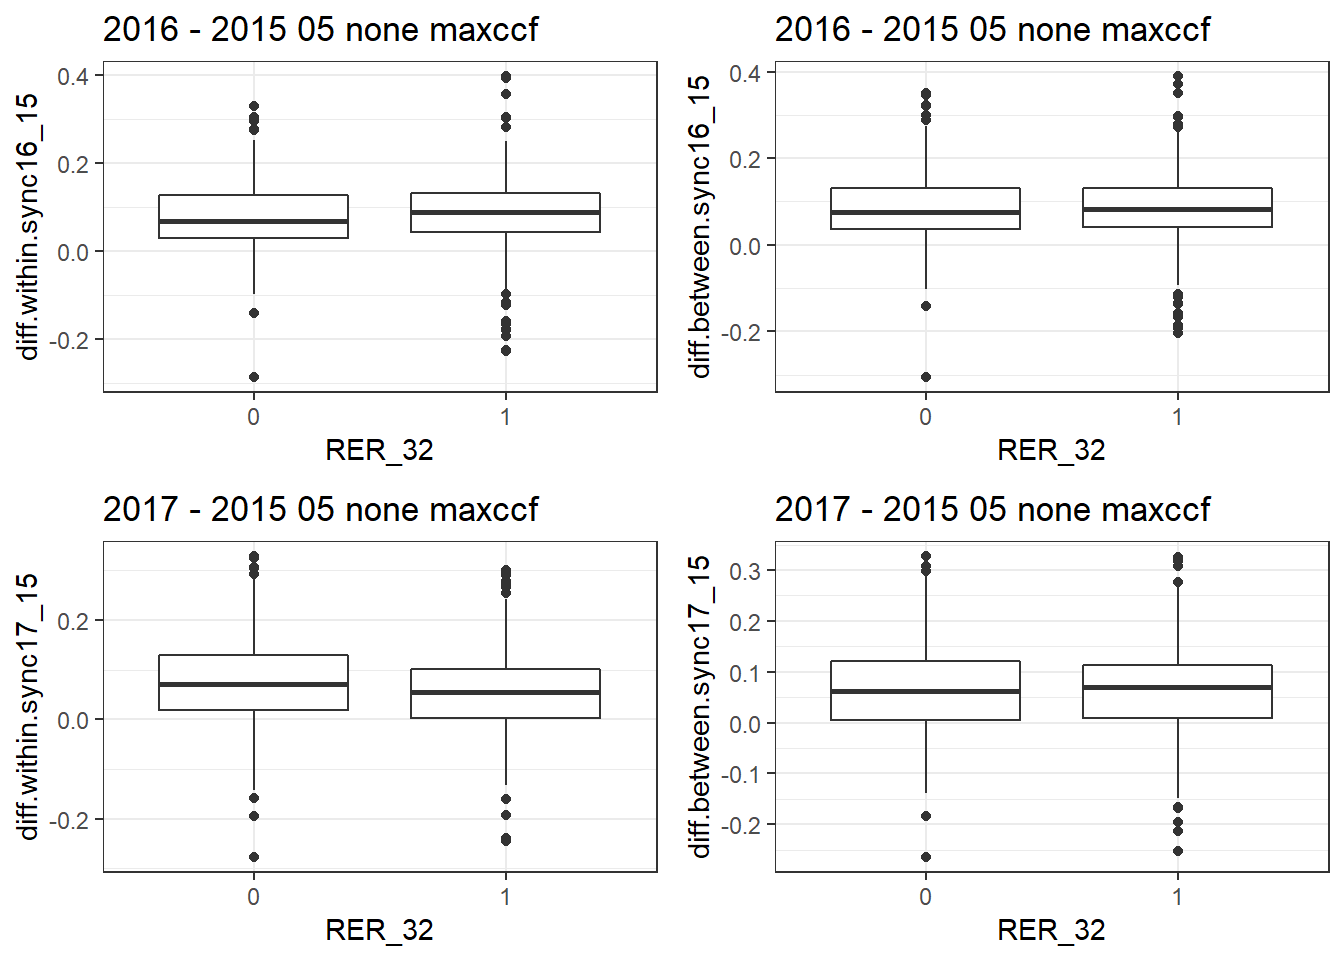 2016 - 2015 05 none maxccf
diff.within.sync16_15
0.4
0.2
0.0
-0.2
0
1
RER_32
2016 - 2015 05 none maxccf
diff.between.sync16_15
0.4
0.2
0.0
-0.2
0
1
RER_32
2017 - 2015 05 none maxccf
diff.within.sync17_15
0.2
0.0
-0.2
0
1
RER_32
2017 - 2015 05 none maxccf
diff.between.sync17_15
0.3
0.2
0.1
0.0
-0.1
-0.2
0
1
RER_32